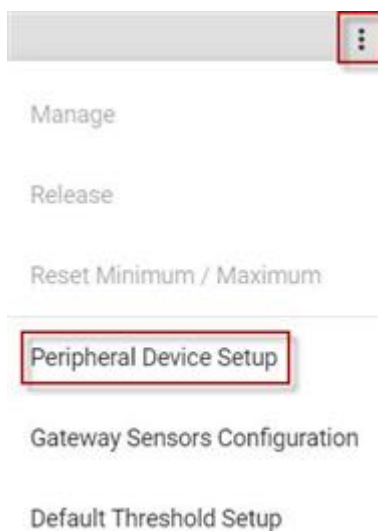 Manage
Release
Reset Minimum / Maximum
Peripheral Device Setup
Gateway Sensors Configuration
Default Threshold Setup